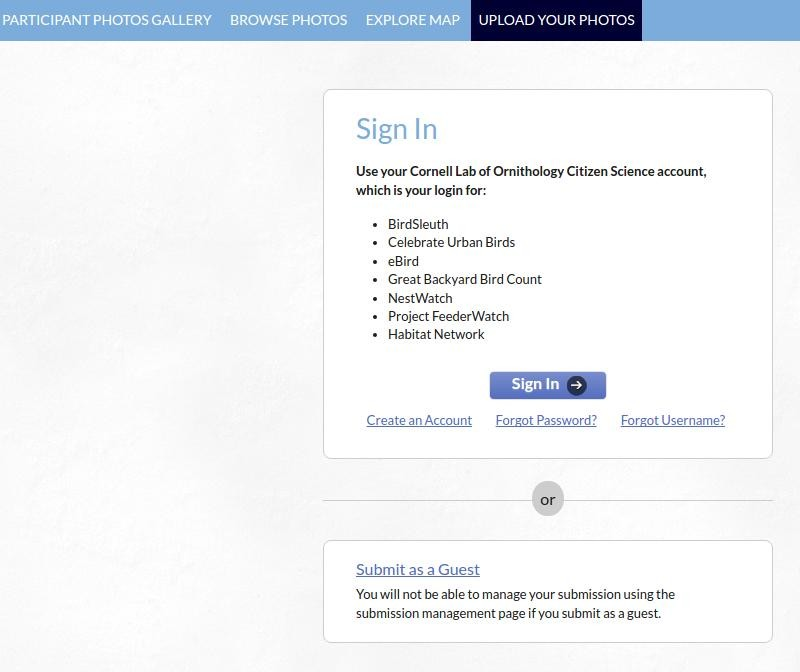 PARTICIPANT PHOTOS GALLERY BROWSE PHOTOS EXPLORE MAP UPLOAD YOUR PHOTOS
Sign In
Use your Cornell Lab of Ornithology Citizen Science account,
which is your login for:
• BirdSleuth
• Celebrate Urban Birds
• eBird
• Great Backyard Bird Count
• NestWatch
• Project FeederWatch
• Habitat Network
Sign In
Create an Account Forgot Password? Forgot Username?
or
Submit as a Guest
You will not be able to manage your submission using the
submission management page if you submit as a guest.